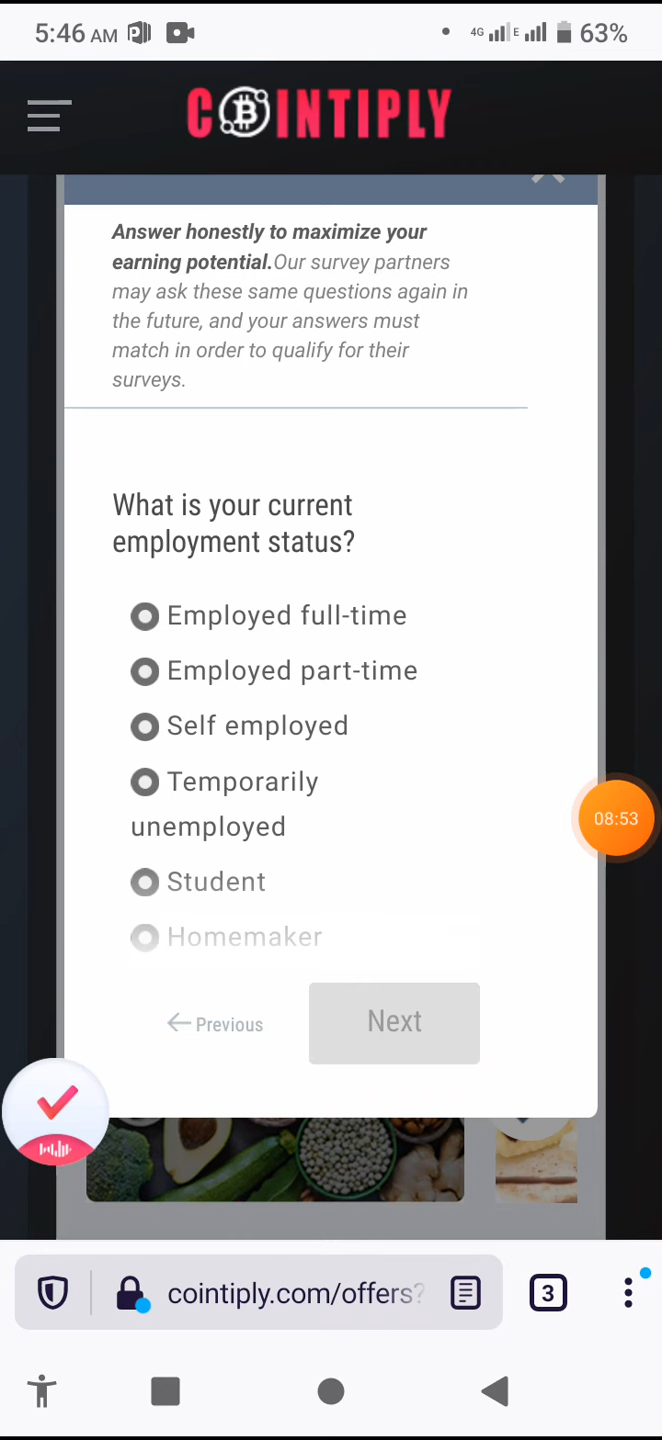 5:46 AM
4G E 63%
COINTIPLY
Answer honestly to maximize your
earning potential.Our survey partners
may ask these same questions again in
the future, and your answers must
match in order to qualify for their
surveys.
What is your current
employment status?
Employed full-time
Employed part-time
Self employed
Temporarily
unemployed
08:53
Student
Homemaker
Previous
Next
cointiply.com/offers?
3